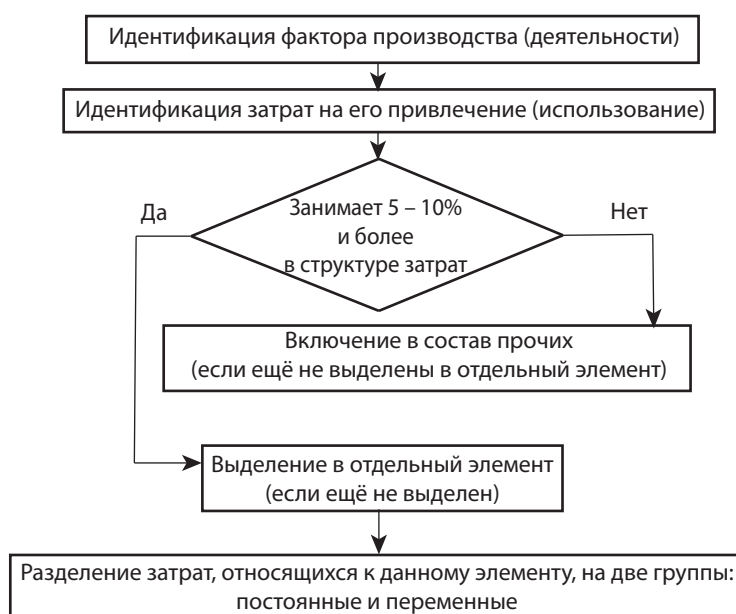 Идентификация фактора производства (деятельности)
Идентификация затрат на его привлечение (использование)
Занимает 5 – 10%
и более
в структуре затрат
Да
Нет
Включение в состав прочих
(если ещё не выделены в отдельный элемент)
Выделение в отдельный элемент
(если ещё не выделен)
Разделение затрат, относящихся к данному элементу, на две группы:
постоянные и переменные